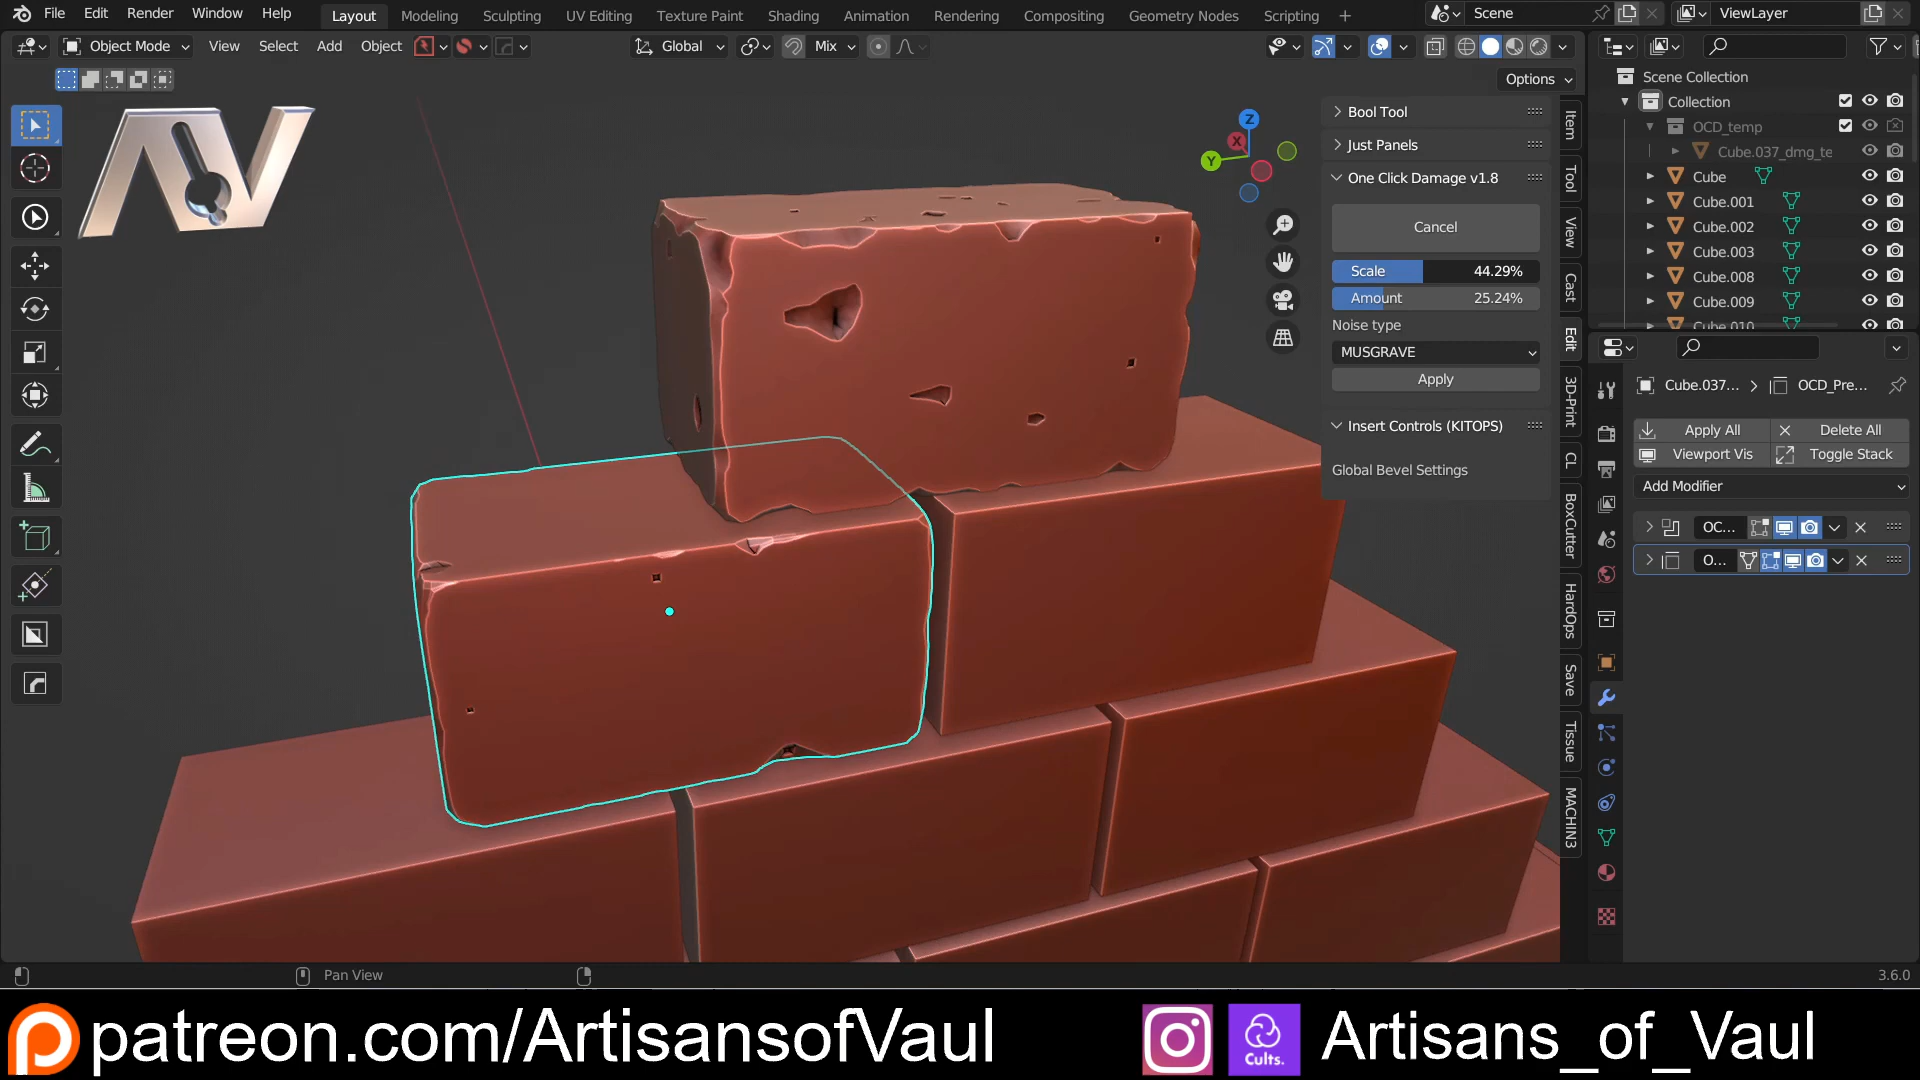 File Edit Render Window Help Layout Modeling Sculpting UV Editing Texture Paint Shading Animation Rendering Compositing Geometry Nodes Scripting + Scene ViewLayer
Object Mode View Select Add Object Global Mix
Options
Bool Tool
Just Panels
One Click Damage v1.8
Cancel
Scale 44.29%
Amount 25.24%
Noise type
MUSGRAVE
Apply
Insert Controls (KITOPS)
Global Bevel Settings
Item
Tool
View
Cast
Edit
3D-Print
CL
BoxCutter
HardOps
Save
Tissue
MACHIN3
Z
X
Y
Scene Collection
Collection
OCD_temp
Cube.037_dmg_te
Cube
Cube.001
Cube.002
Cube.003
Cube.008
Cube.009
Cube.010
Cube.037... > OCD_Pre...
Apply All Delete All
Viewport Vis Toggle Stack
Add Modifier
OC...
O...
AV
Pan View
3.6.0
patreon.com/ArtisansofVaul
Cults.
Artisans_of_Vaul